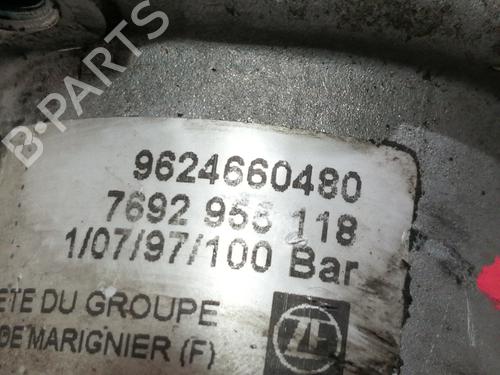 9624660480
7692 955 118
1/07/97/100 Bar
ETE DU GROUPE
DE MARIGNIER (F)
ZF
B-PARTS